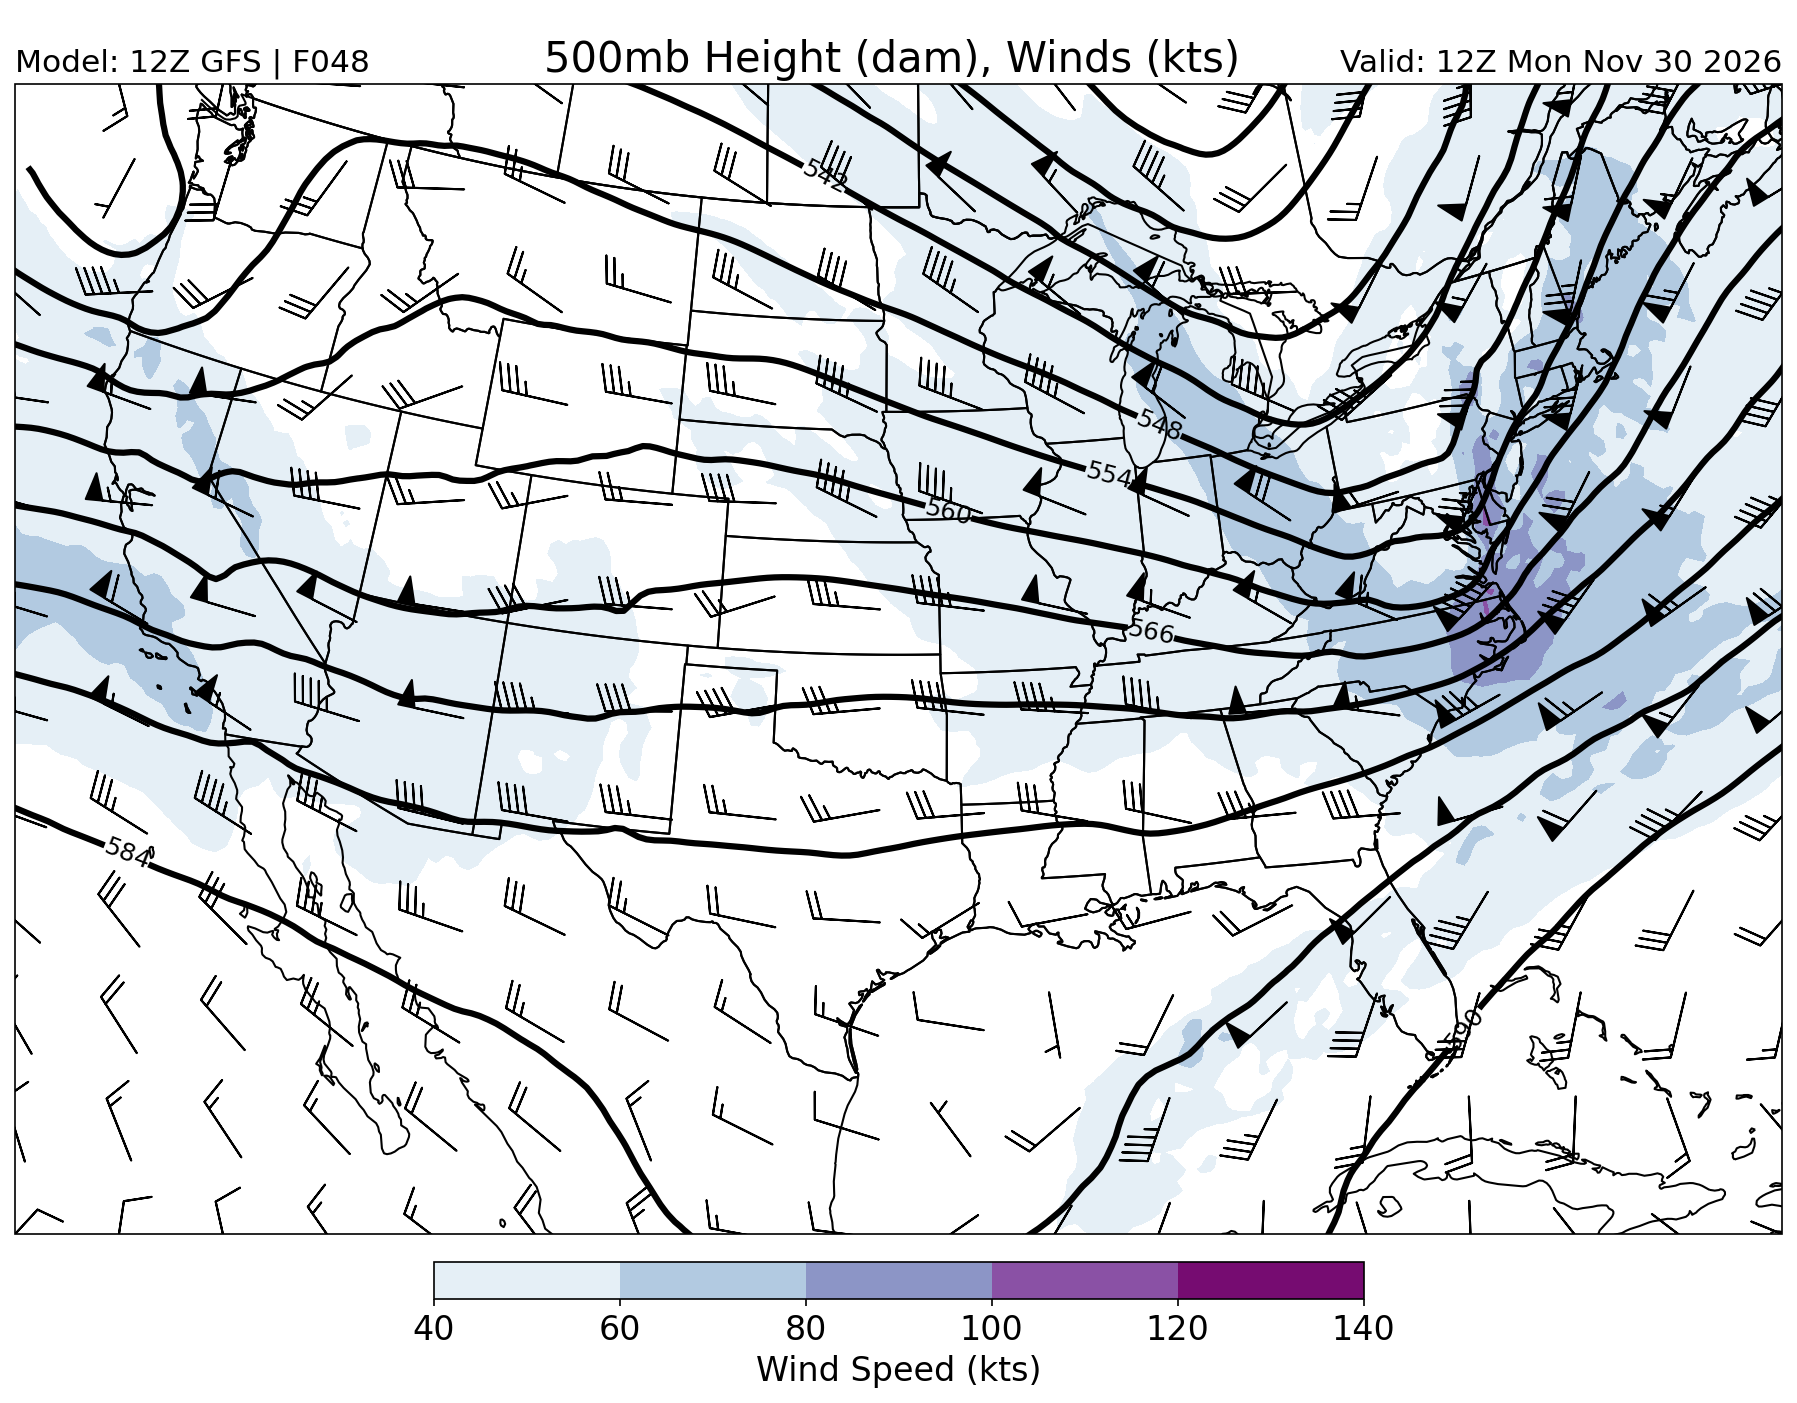 Model: 12Z GFS | F048
500mb Height (dam), Winds (kts)
Valid: 12Z Mon Nov 30 2026
542
548
554
560
566
584
590
40 60 80 100 120 140
Wind Speed (kts)